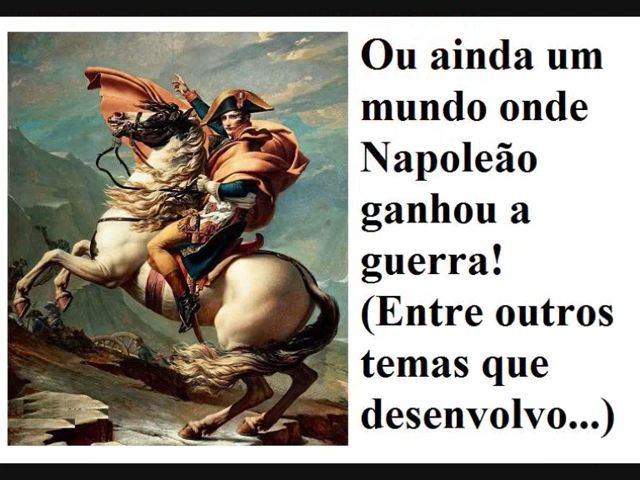 Ou ainda um
mundo onde
Napoleão
ganhou a
guerra!
(Entre outros
temas que
desenvolvo...)